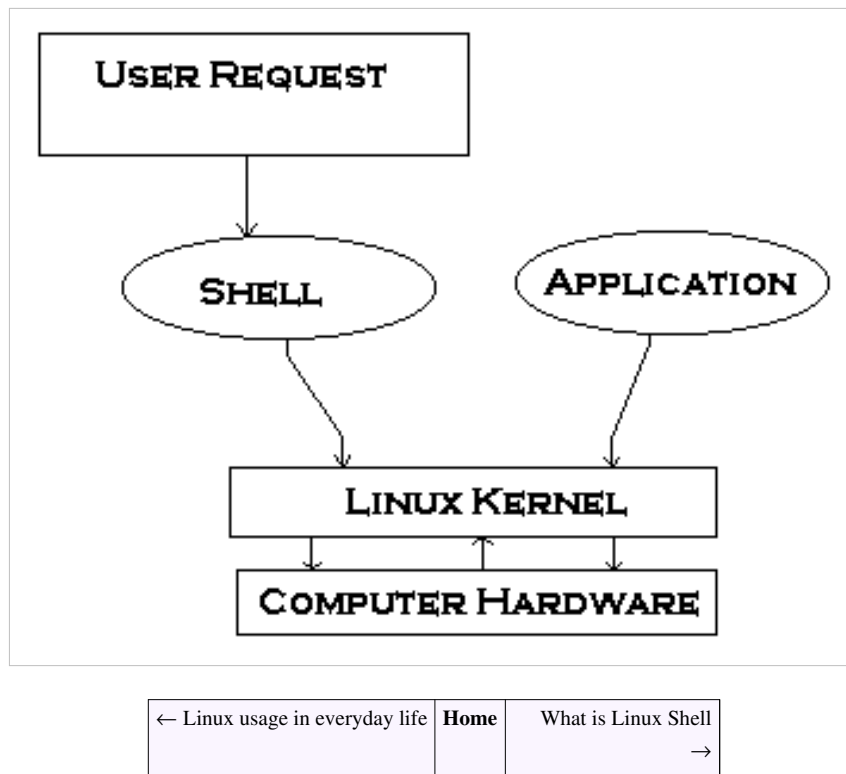 USER REQUEST
SHELL
APPLICATION
LINUX KERNEL
COMPUTER HARDWARE
← Linux usage in everyday life Home What is Linux Shell
→